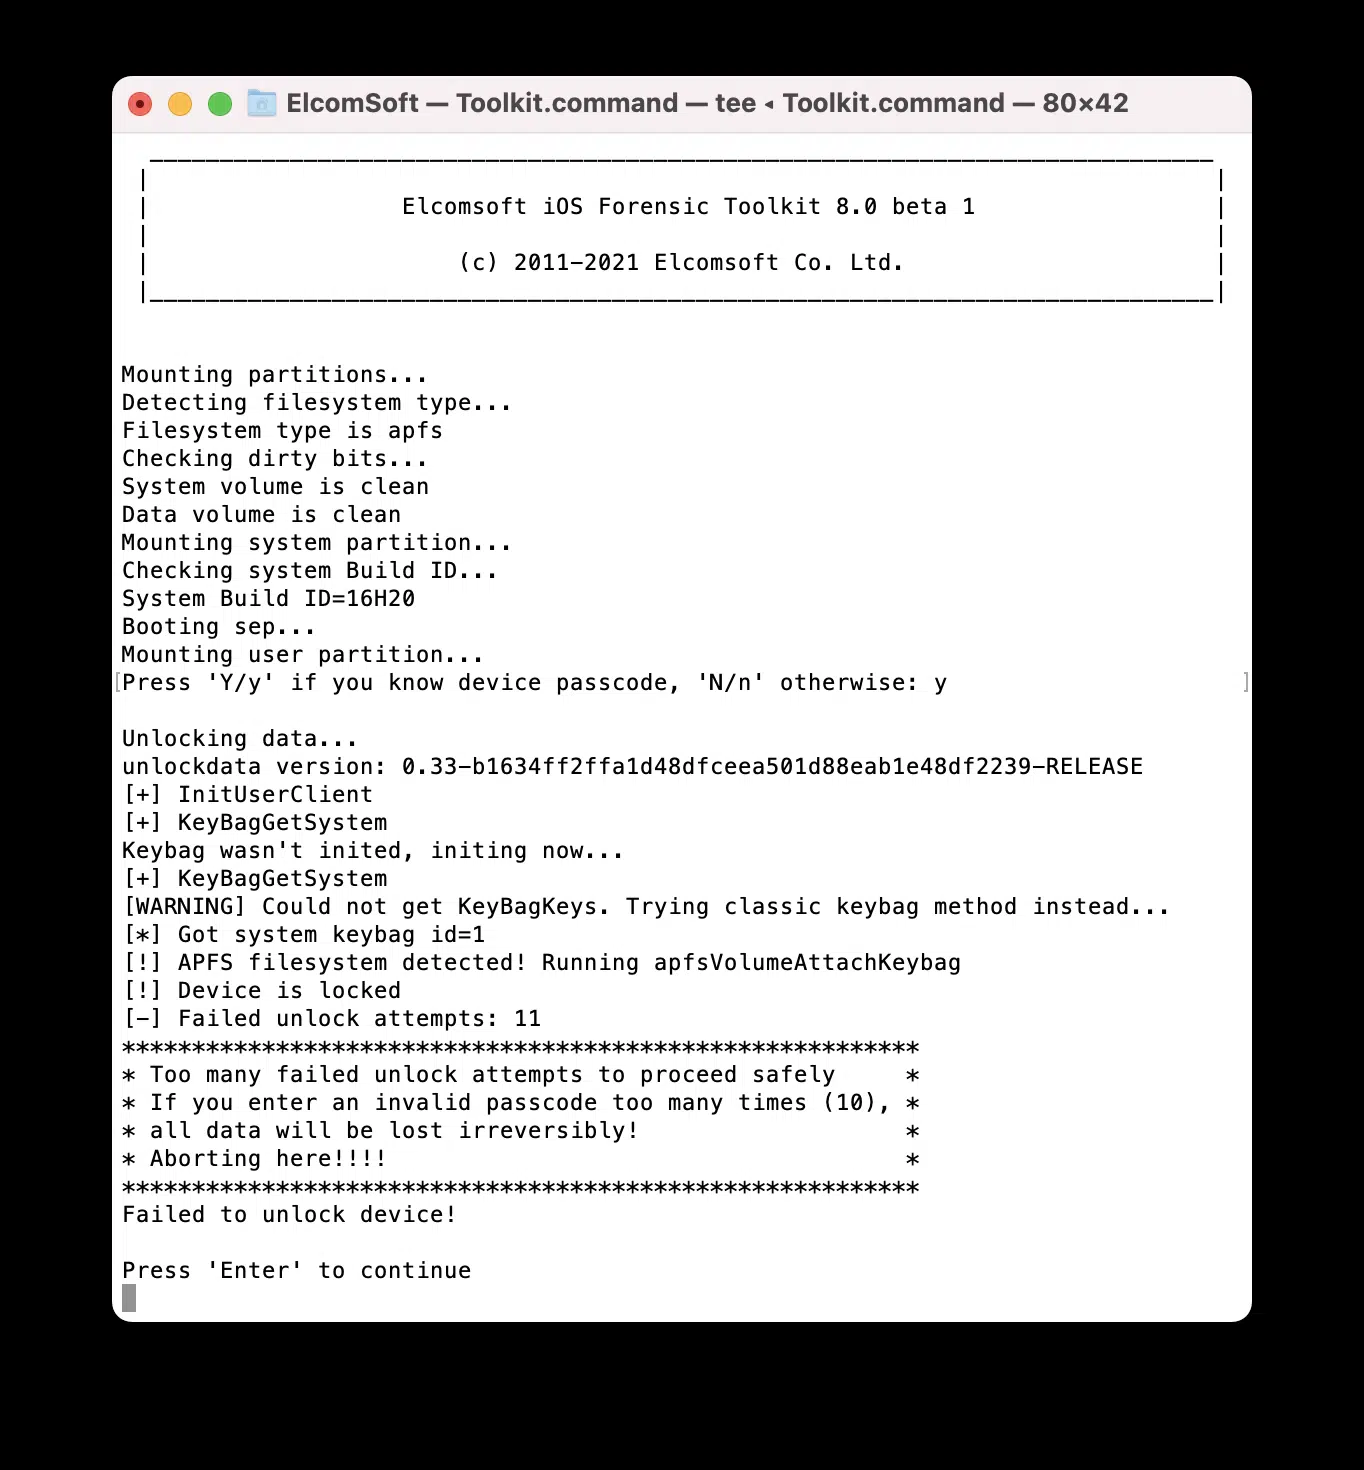 ElcomSoft — Toolkit.command — tee ◂ Toolkit.command — 80×42
Elcomsoft iOS Forensic Toolkit 8.0 beta 1
(c) 2011-2021 Elcomsoft Co. Ltd.
Mounting partitions...
Detecting filesystem type...
Filesystem type is apfs
Checking dirty bits...
System volume is clean
Data volume is clean
Mounting system partition...
Checking system Build ID...
System Build ID=16H20
Booting sep...
Mounting user partition...
[Press 'Y/y' if you know device passcode, 'N/n' otherwise: y ]
Unlocking data...
unlockdata version: 0.33-b1634ff2ffa1d48dfceea501d88eab1e48df2239-RELEASE
[+] InitUserClient
[+] KeyBagGetSystem
Keybag wasn't inited, initing now...
[+] KeyBagGetSystem
[WARNING] Could not get KeyBagKeys. Trying classic keybag method instead...
[*] Got system keybag id=1
[!] APFS filesystem detected! Running apfsVolumeAttachKeybag
[!] Device is locked
[-] Failed unlock attempts: 11
*********************************************************
* Too many failed unlock attempts to proceed safely     *
* If you enter an invalid passcode too many times (10), *
* all data will be lost irreversibly!                   *
* Aborting here!!!!                                     *
*********************************************************
Failed to unlock device!
Press 'Enter' to continue